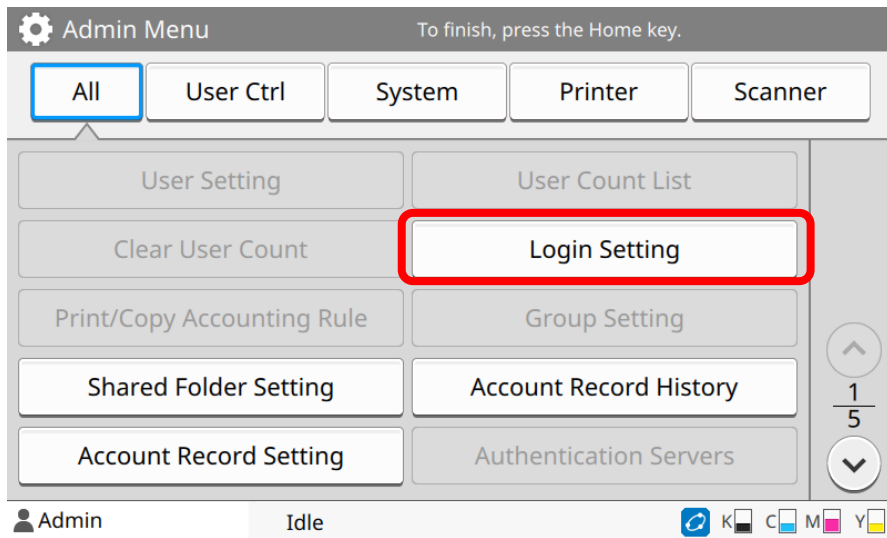 Admin Menu To finish, press the Home key.
All User Ctrl System Printer Scanner
User Setting User Count List
Clear User Count Login Setting
Print/Copy Accounting Rule Group Setting
Shared Folder Setting Account Record History
1
5
Account Record Setting Authentication Servers
Admin Idle K C M Y